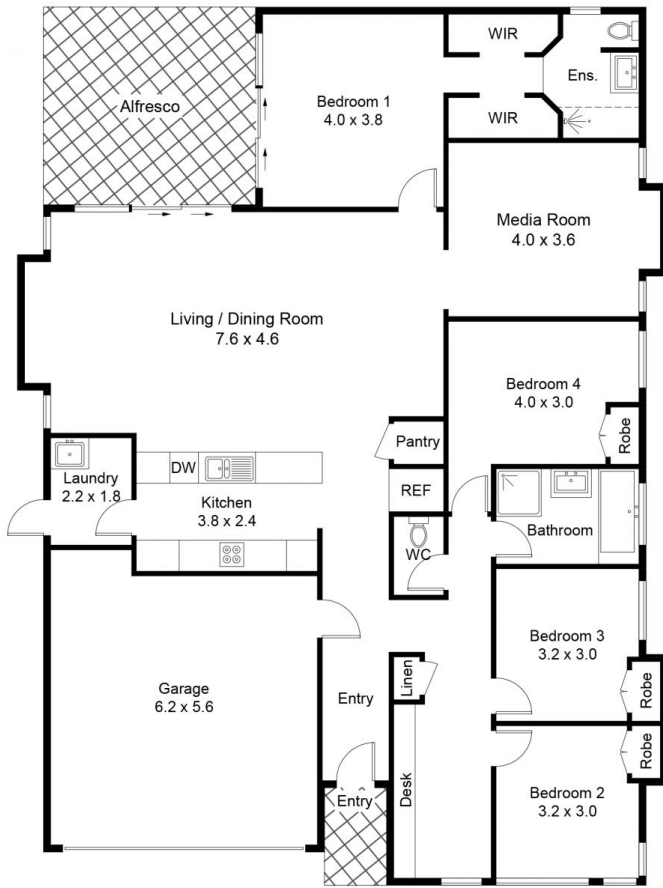 WIR
Bedroom 1
4.0 x 3.8
Ens.
Alfresco
WIR
Media Room
4.0 x 3.6
Living / Dining Room
7.6 x 4.6
Bedroom 4
4.0 x 3.0
Robe
Pantry
DW
Laundry
2.2 x 1.8
REF
Kitchen
3.8 x 2.4
Bathroom
WC
Bedroom 3
3.2 x 3.0
Linen
Robe
Garage
6.2 x 5.6
Entry
Robe
Desk
Entry
Bedroom 2
3.2 x 3.0